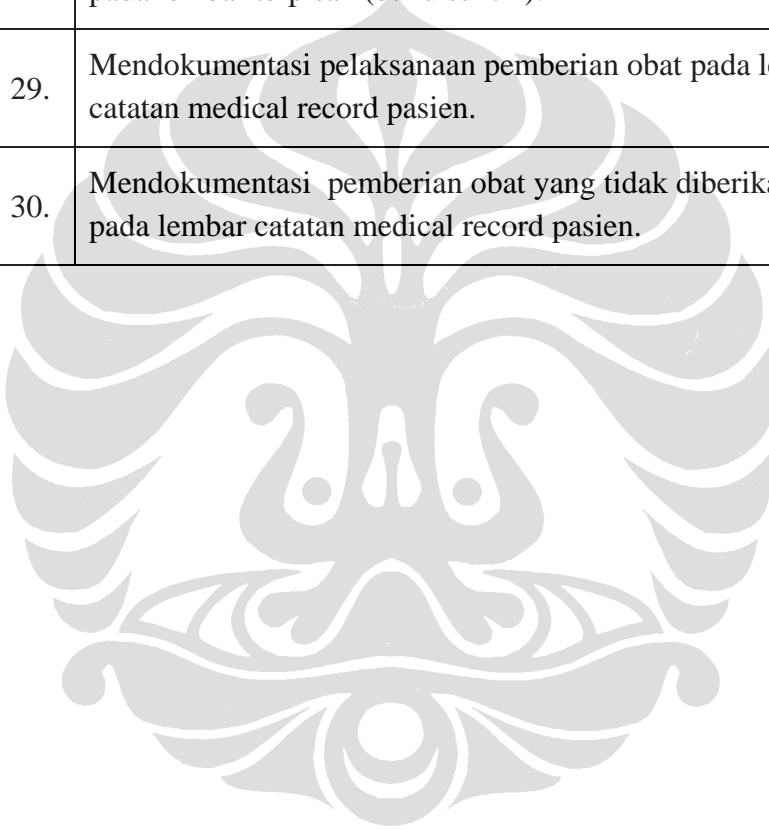 29.
Mendokumentasi pelaksanaan pemberian obat pada
catatan medical record pasien.
30.
Mendokumentasi pemberian obat yang tidak
pada lembar catatan medical record pasien.